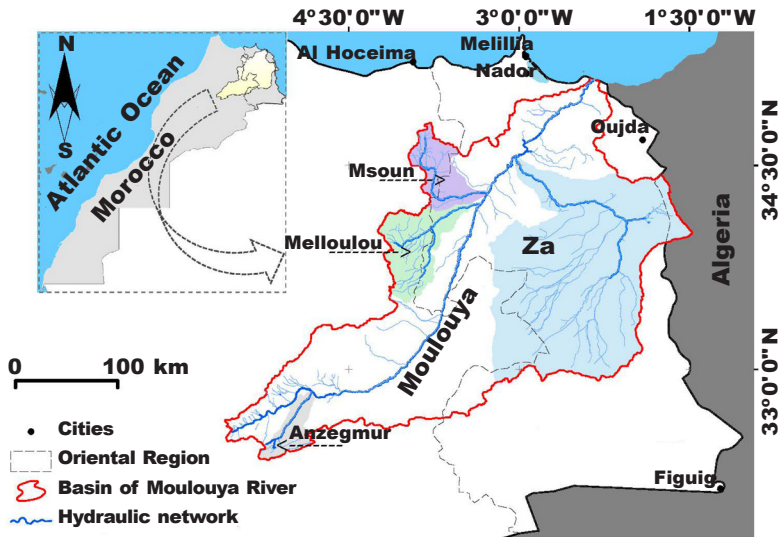 4°30'0"W
3°00'0"W
1°30'0"W
N
S
Atlantic Ocean
Morocco
Al Hoceima
Melillia
Nador
Oujda
Msoun
Melloulou
Za
Moulouya
Anzegmur
Figuig
Algeria
34°30'0"N
33°00'0"N
0 100 km
Cities
Oriental Region
Basin of Moulouya River
Hydraulic network